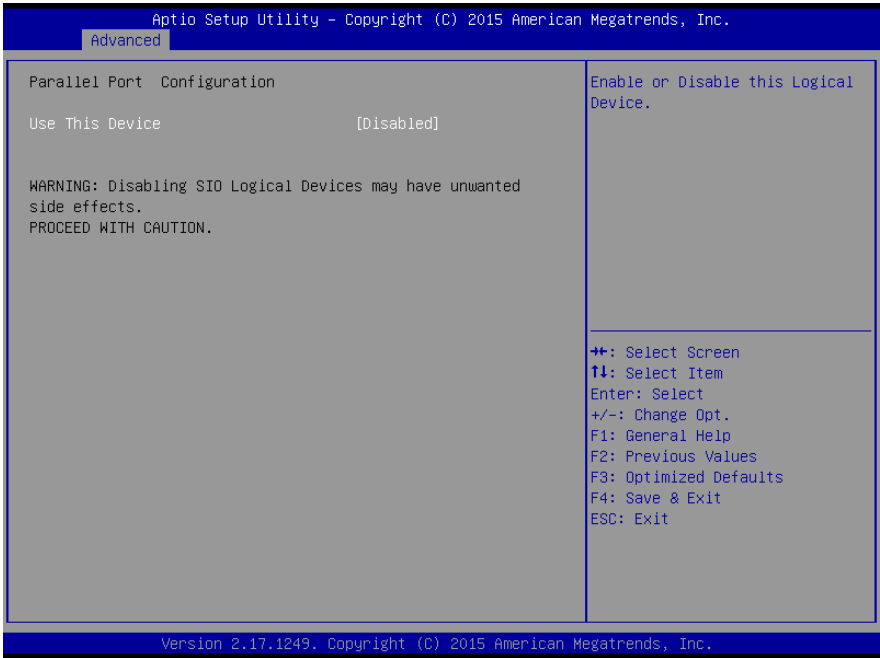 Aptio Setup Utility – Copyright (C) 2015 American Megatrends, Inc.
Advanced
Parallel Port  Configuration
Use This Device [Disabled]
WARNING: Disabling SIO Logical Devices may have unwanted
side effects.
PROCEED WITH CAUTION.
Enable or Disable this Logical
Device.
→←: Select Screen
↑↓: Select Item
Enter: Select
+/-: Change Opt.
F1: General Help
F2: Previous Values
F3: Optimized Defaults
F4: Save & Exit
ESC: Exit
Version 2.17.1249. Copyright (C) 2015 American Megatrends, Inc.